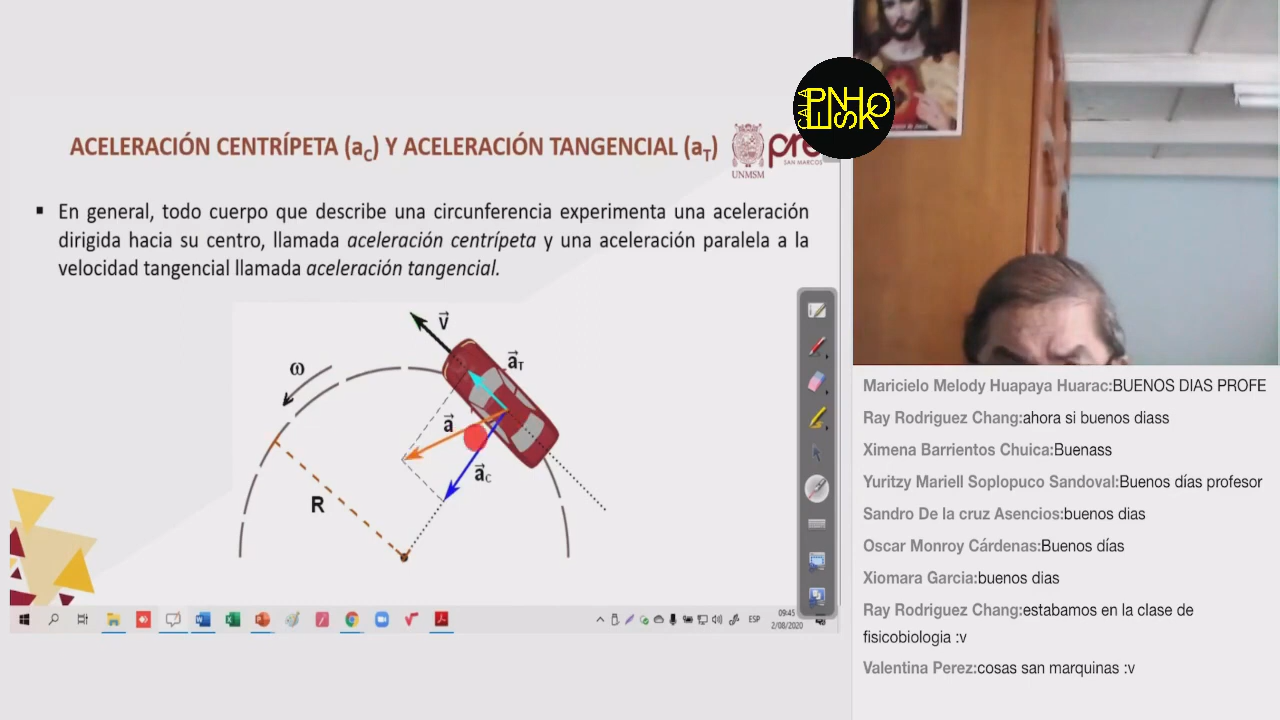 ACELERACIÓN CENTRÍPETA (aC) Y ACELERACIÓN TANGENCIAL (aT)
UNMSM
pre
SAN MARCOS
▪ En general, todo cuerpo que describe una circunferencia experimenta una aceleración
dirigida hacia su centro, llamada aceleración centrípeta y una aceleración paralela a la
velocidad tangencial llamada aceleración tangencial.
V
ω
aT
a
aC
R
ESP
09:45
2/08/2020
Maricielo Melody Huapaya Huarac:BUENOS DIAS PROFE
Ray Rodriguez Chang:ahora si buenos diass
Ximena Barrientos Chuica:Buenass
Yuritzy Mariell Soplopuco Sandoval:Buenos días profesor
Sandro De la cruz Asencios:buenos dias
Oscar Monroy Cárdenas:Buenos días
Xiomara Garcia:buenos dias
Ray Rodriguez Chang:estabamos en la clase de
fisicobiologia :v
Valentina Perez:cosas san marquinas :v